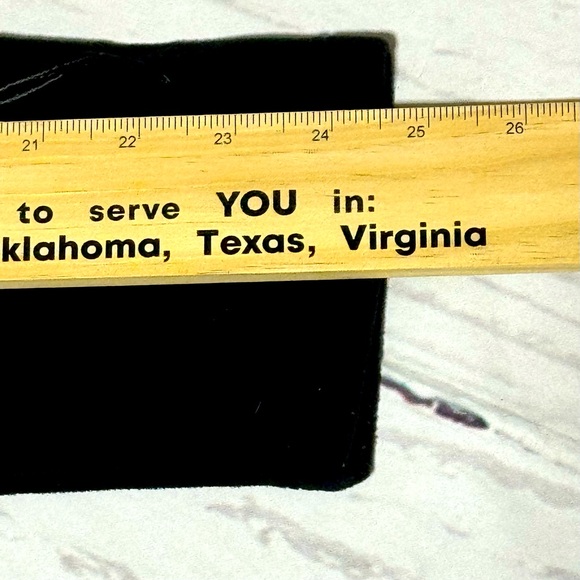 21 22 23 24 25 26
to serve YOU in:
klahoma, Texas, Virginia